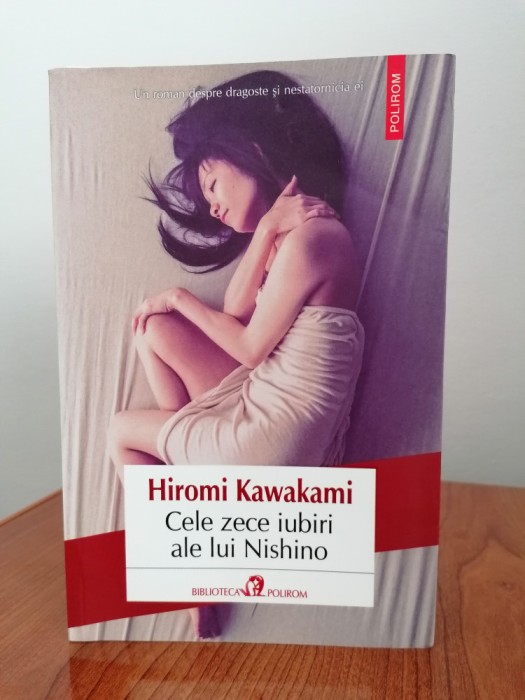 Un roman despre dragoste și nestatornicia ei
POLIROM
Hiromi Kawakami
Cele zece iubiri
ale lui Nishino
BIBLIOTECA POLIROM